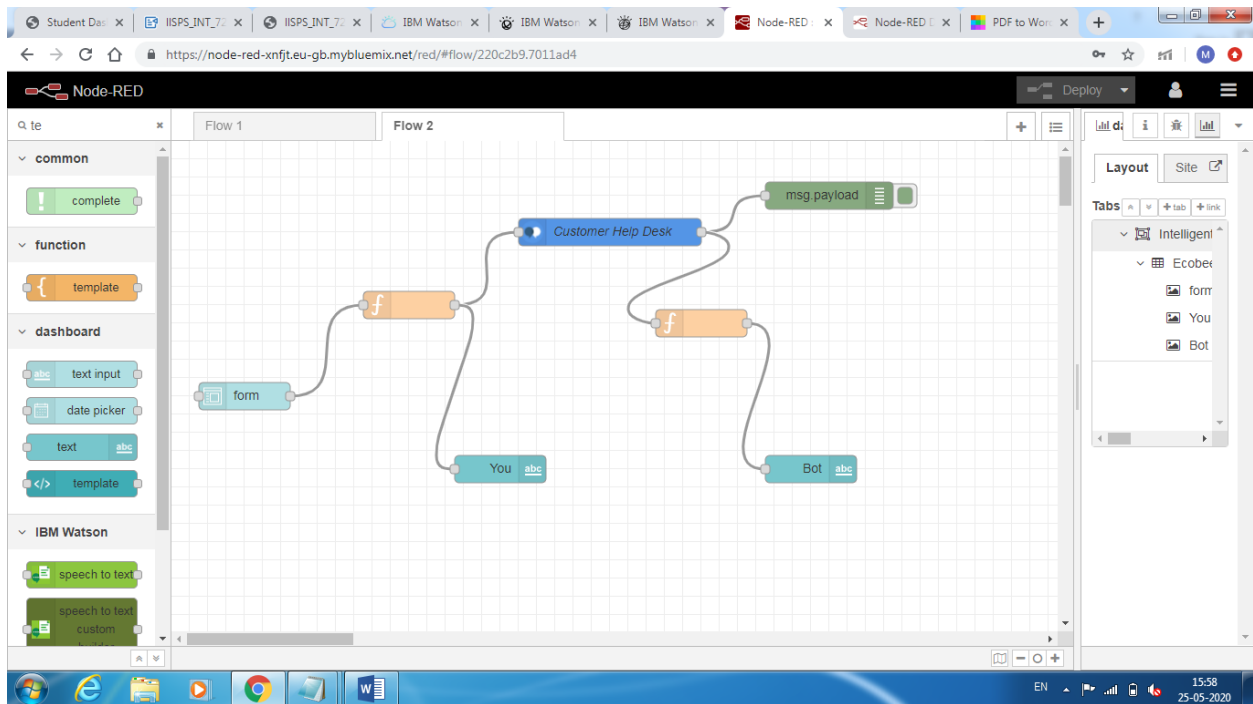 Student Das
IISPS_INT_72
IISPS_INT_72
IBM Watson
IBM Watson
IBM Watson
Node-RED :
Node-RED D
PDF to Wor
https://node-red-xnfjt.eu-gb.mybluemix.net/red/#flow/220c2b9.7011ad4
M
Node-RED
Deploy
te
Flow 1
Flow 2
common
complete
function
template
dashboard
text input
date picker
text
abc
template
IBM Watson
speech to text
speech to text
custom
msg.payload
Customer Help Desk
form
You abc
Bot abc
da
i
Layout
Site
Tabs
+tab
+link
Intelligent
Ecobee
form
You
Bot
EN
15:58
25-05-2020